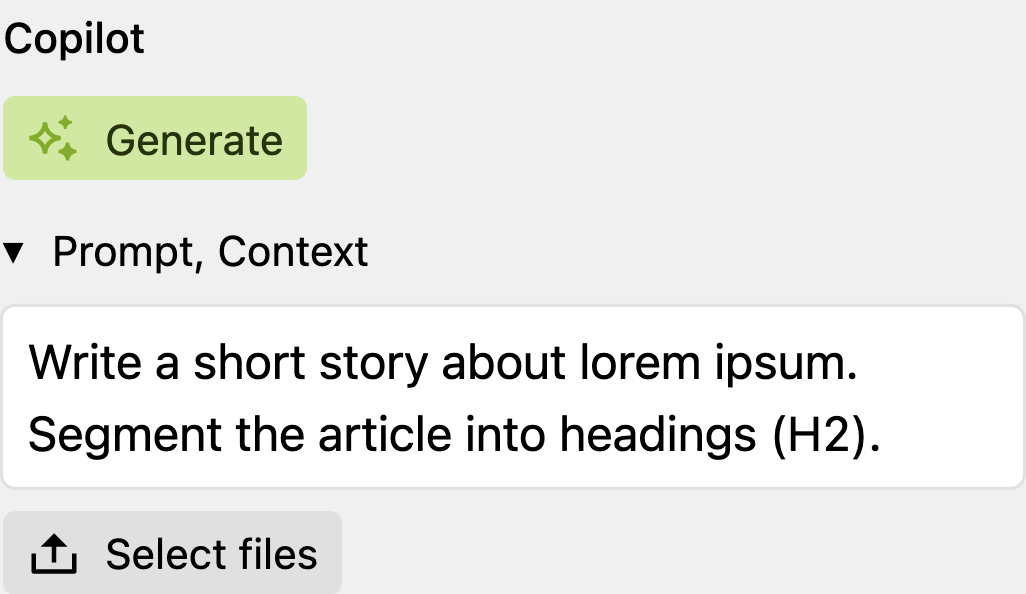 Copilot
Generate
Prompt, Context
Write a short story about lorem ipsum.
Segment the article into headings (H2).
Select files